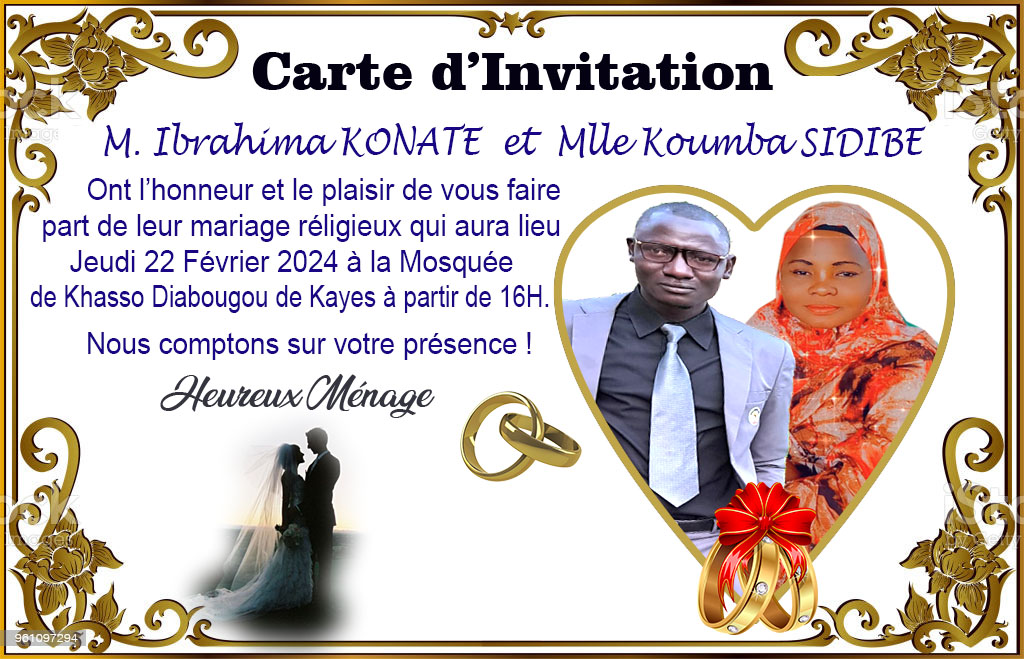 Carte d'Invitation
M. Ibrahima KONATE et Mlle Koumba SIDIBE
Ont l'honneur et le plaisir de vous faire
part de leur mariage réligieux qui aura lieu
Jeudi 22 Février 2024 à la Mosquée
de Khasso Diabougou de Kayes à partir de 16H.
Nous comptons sur votre présence !
Heureux Ménage
961097294